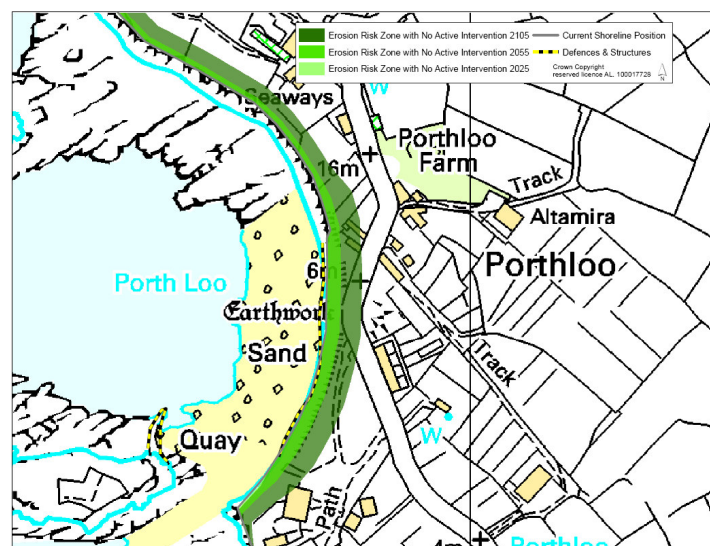 Erosion Risk Zone with No Active Intervention 2105
Current Shoreline Position
Erosion Risk Zone with No Active Intervention 2055
Defences & Structures
Erosion Risk Zone with No Active Intervention 2025
Crown Copyright
reserved licence AL. 100017728
N
Seaways
W
Porthloo
Farm
16m
Track
Altamira
Porthloo
6m
Porth Loo
Earthwork
Sand
Track
Quay
W
Path
4m
Porthloo